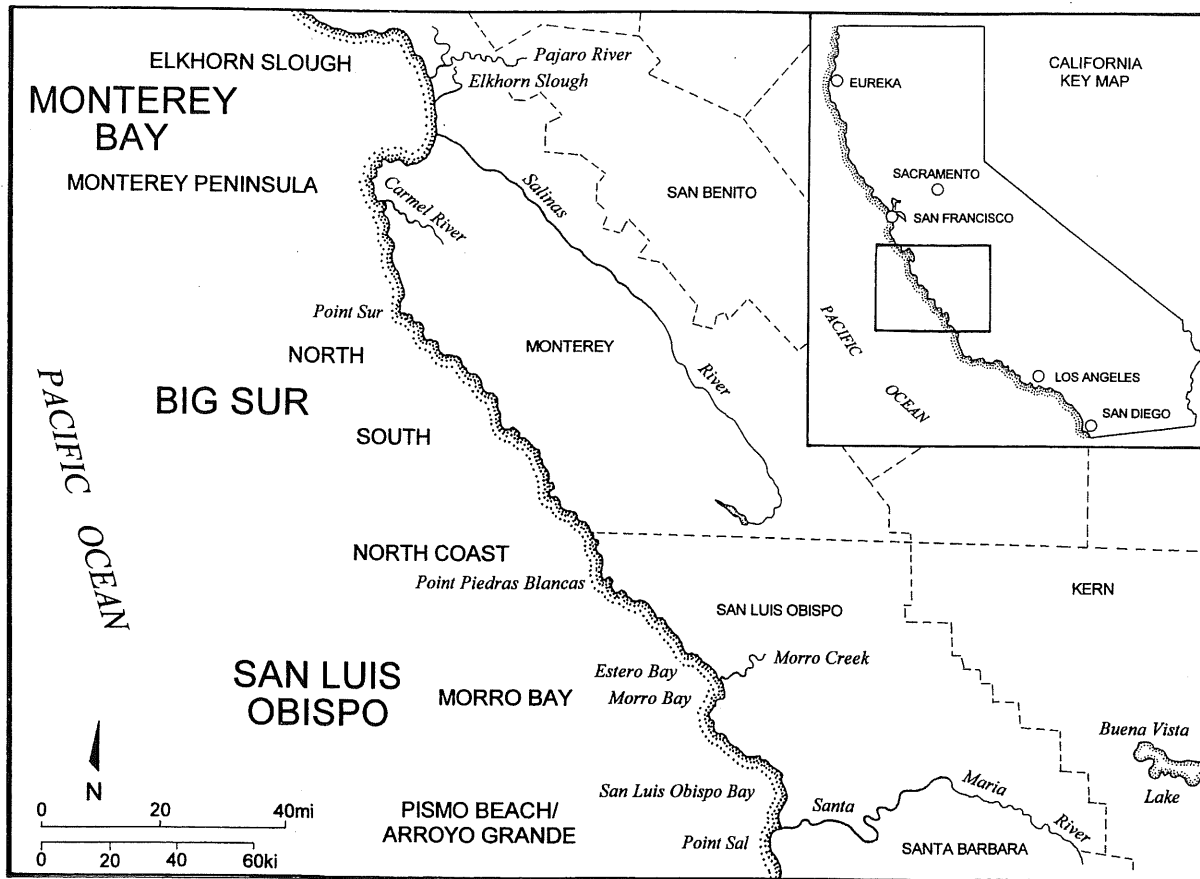 ELKHORN SLOUGH
Pajaro River
Elkhorn Slough
MONTEREY
BAY
MONTEREY PENINSULA
Carmel River
Salinas
River
SAN BENITO
Point Sur
NORTH
MONTEREY
BIG SUR
SOUTH
PACIFIC OCEAN
NORTH COAST
Point Piedras Blancas
SAN LUIS OBISPO
KERN
Morro Creek
Estero Bay
Morro Bay
SAN LUIS
OBISPO
MORRO BAY
Buena Vista
Lake
San Luis Obispo Bay
Santa
Maria
River
PISMO BEACH/
ARROYO GRANDE
Point Sal
SANTA BARBARA
N
0 20 40mi
0 20 40 60ki
CALIFORNIA
KEY MAP
EUREKA
SACRAMENTO
SAN FRANCISCO
PACIFIC
OCEAN
LOS ANGELES
SAN DIEGO